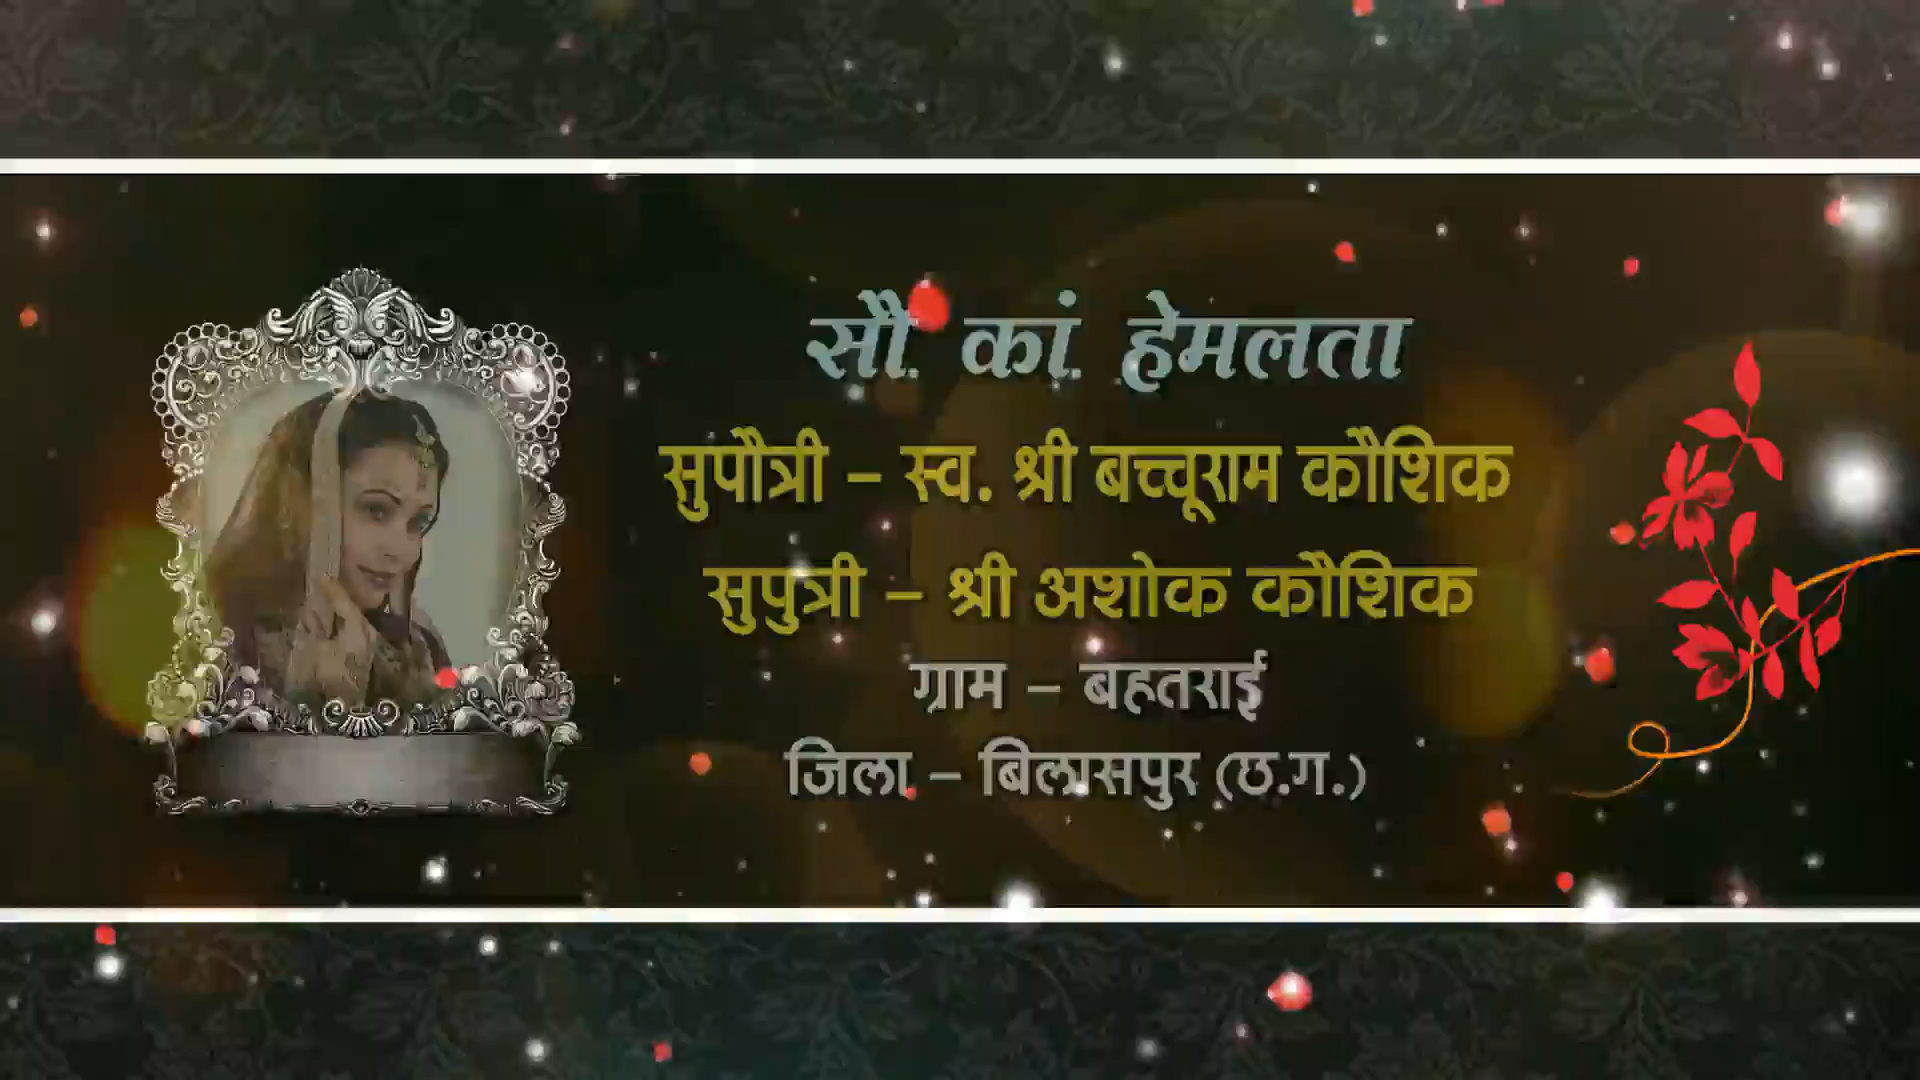 सौ. कां. हेमलता
सुपौत्री – स्व. श्री बच्चूराम कौशिक
सुपुत्री – श्री अशोक कौशिक
ग्राम – बहतराई
जिला – बिलासपुर (छ.ग.)